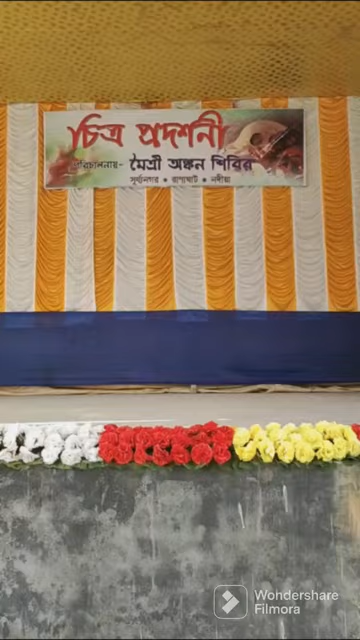 চিত্র প্রদর্শনী
পরিচালনায়- মৈত্রী অঙ্কন শিবির
সূর্য্যনগর ★ রাণাঘাট ★ নদীয়া
Wondershare
Filmora